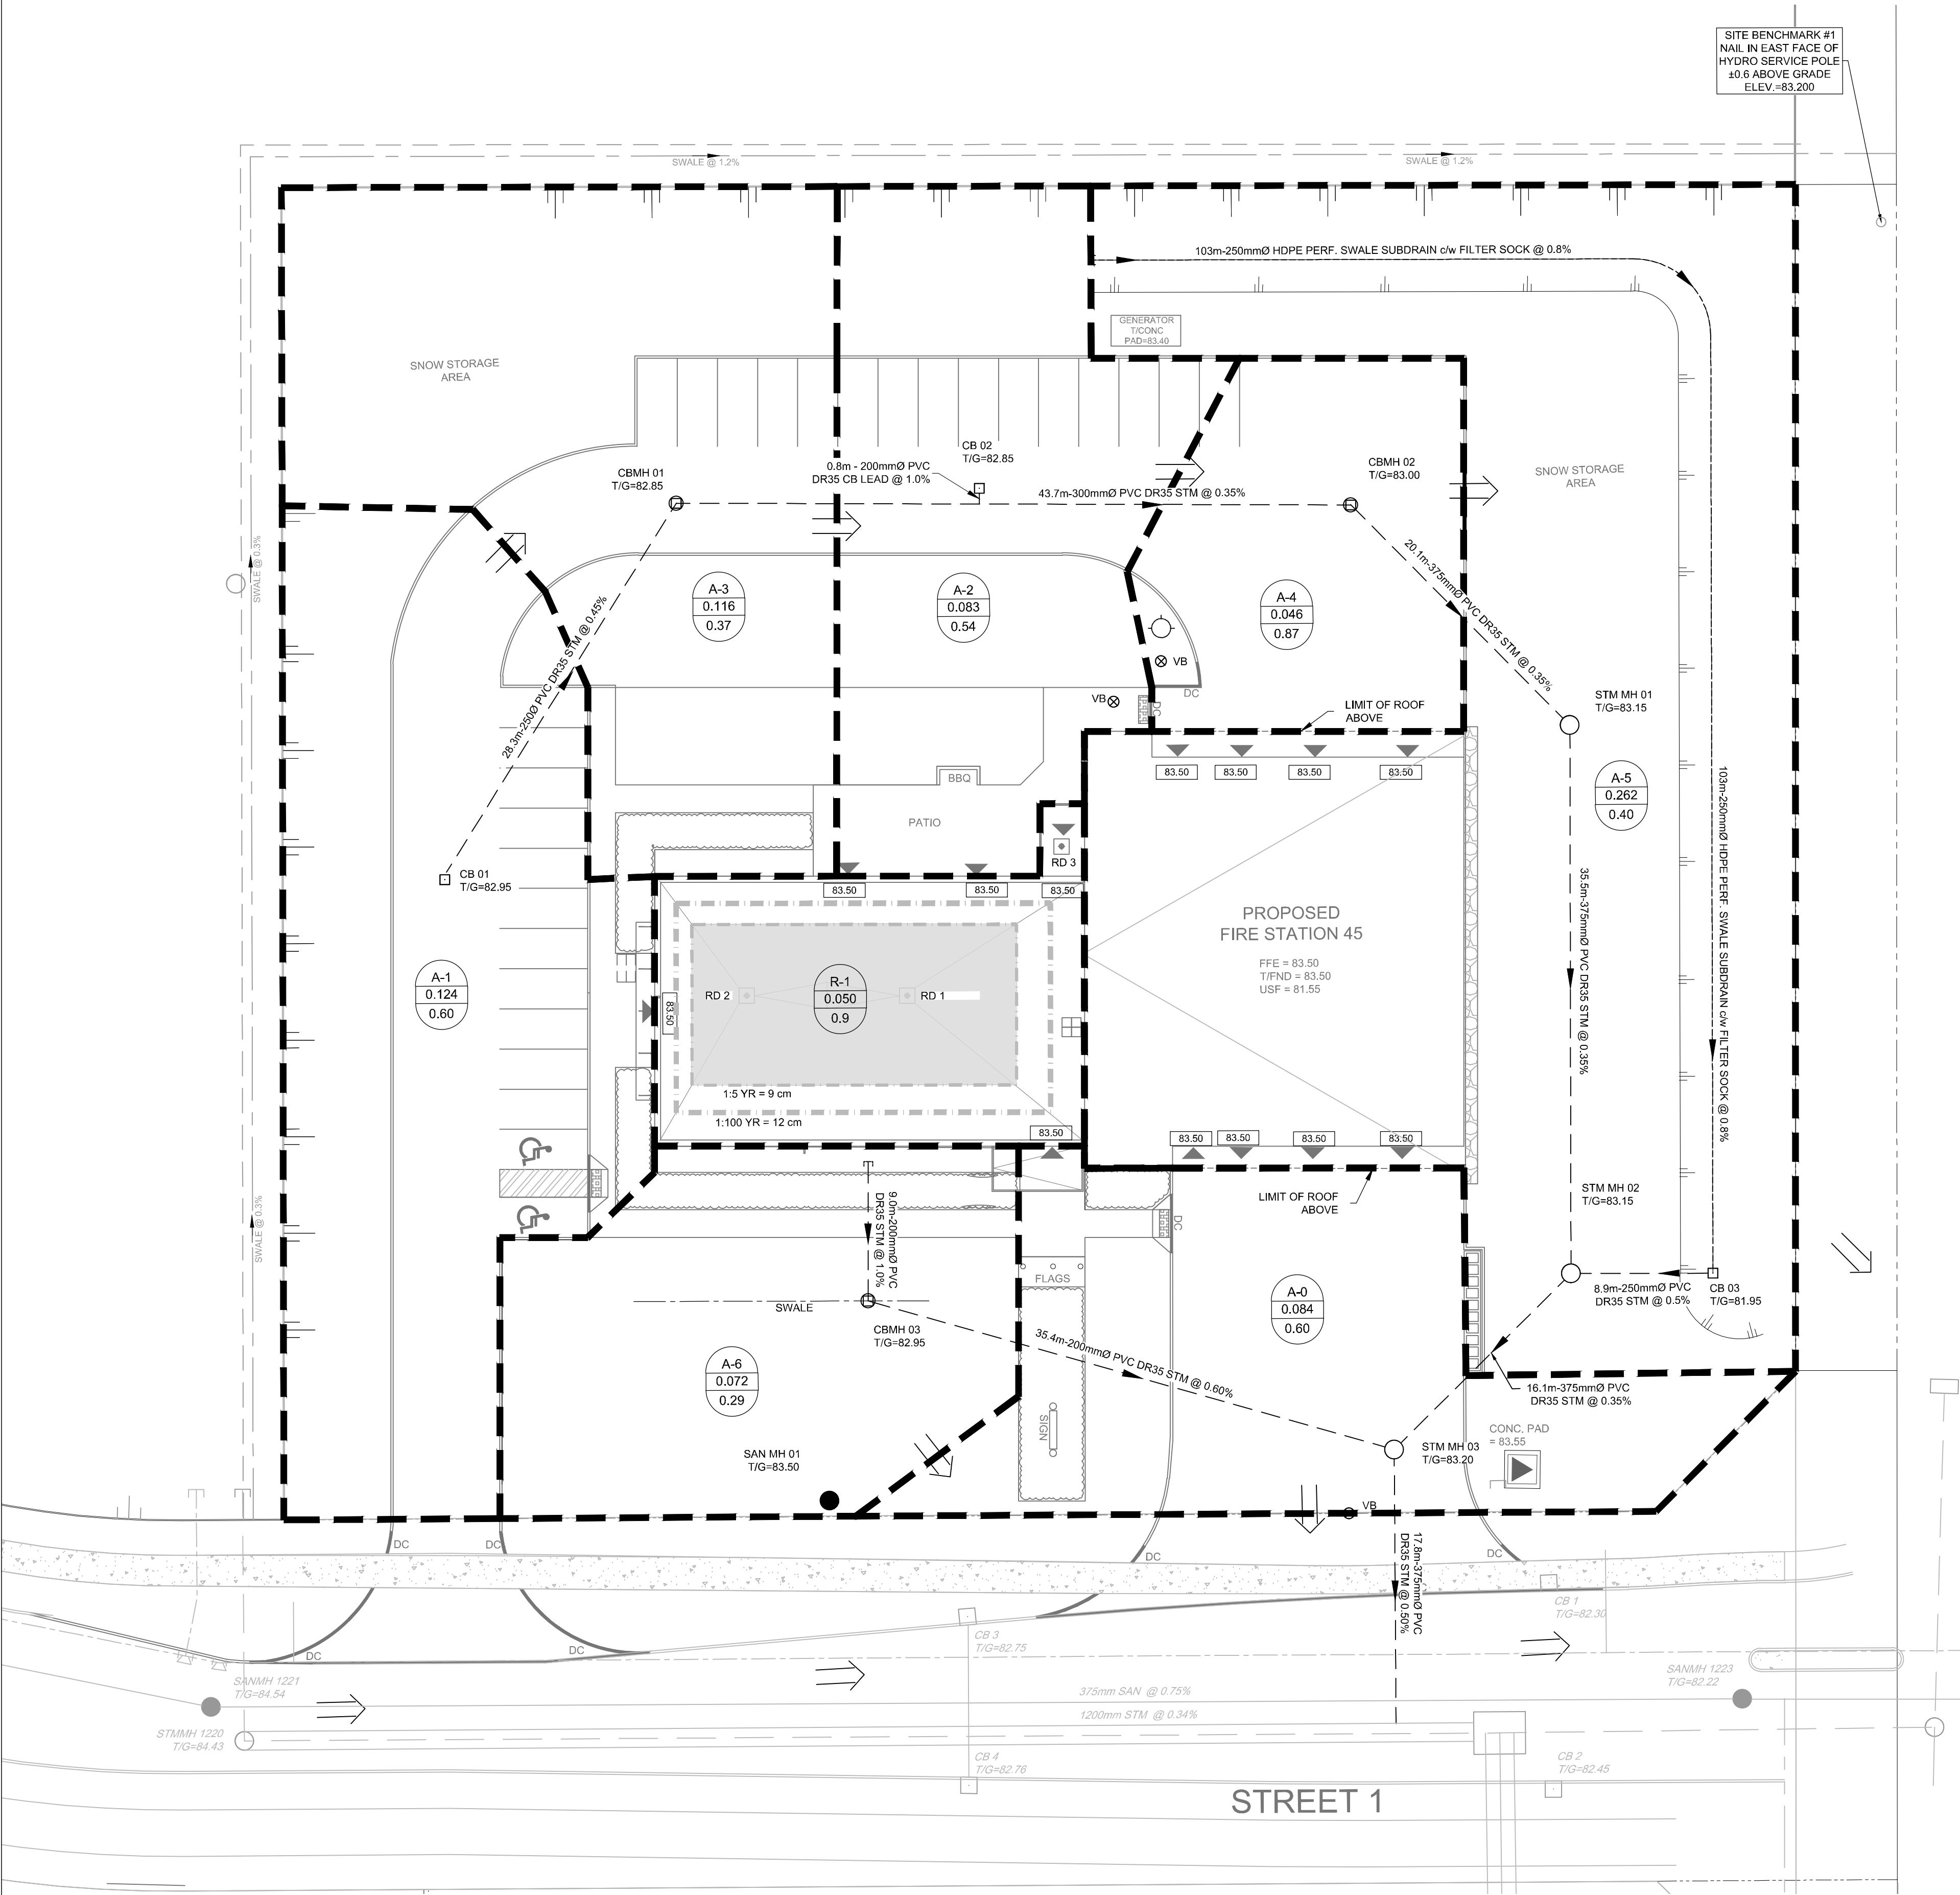 SITE BENCHMARK #1
NAIL IN EAST FACE OF
HYDRO SERVICE POLE
±0.6 ABOVE GRADE
ELEV.=83.200
SWALE @ 1.2%
SWALE @ 1.2%
103m-250mmØ HDPE PERF. SWALE SUBDRAIN c/w FILTER SOCK @ 0.8%
GENERATOR
T/CONC
PAD=83.40
SNOW STORAGE
AREA
CBMH 01
T/G=82.85
0.8m - 200mmØ PVC
DR35 CB LEAD @ 1.0%
CB 02
T/G=82.85
43.7m-300mmØ PVC DR35 STM @ 0.35%
CBMH 02
T/G=83.00
SNOW STORAGE
AREA
SWALE @ 0.3%
20.1m-375mmØ PVC DR35 STM @ 0.35%
A-3
0.116
0.37
A-2
0.083
0.54
A-4
0.046
0.87
28.3m-250Ø PVC DR35 STM @ 0.45%
VB
VB
DC
DC
LIMIT OF ROOF
ABOVE
STM MH 01
T/G=83.15
83.50
83.50
83.50
83.50
BBQ
A-5
0.262
0.40
103m-250mmØ HDPE PERF. SWALE SUBDRAIN c/w FILTER SOCK @ 0.8%
PATIO
RD 3
CB 01
T/G=82.95
83.50
83.50
83.50
35.5m-375mmØ PVC DR35 STM @ 0.35%
PROPOSED
FIRE STATION 45
FFE = 83.50
T/FND = 83.50
USF = 81.55
A-1
0.124
0.60
83.50
RD 2
R-1
0.050
0.9
RD 1
1:5 YR = 9 cm
1:100 YR = 12 cm
83.50
83.50
83.50
83.50
83.50
LIMIT OF ROOF
ABOVE
STM MH 02
T/G=83.15
SWALE @ 0.3%
9.0m-200mmØ PVC
DR35 STM @ 1.0%
DC
FLAGS
A-0
0.084
0.60
8.9m-250mmØ PVC
DR35 STM @ 0.5%
CB 03
T/G=81.95
SWALE
CBMH 03
T/G=82.95
35.4m-200mmØ PVC DR35 STM @ 0.60%
A-6
0.072
0.29
16.1m-375mmØ PVC
DR35 STM @ 0.35%
SIGN
CONC. PAD
= 83.55
SAN MH 01
T/G=83.50
STM MH 03
T/G=83.20
VB
17.8m-375mmØ PVC
DR35 STM @ 0.50%
DC
DC
DC
DC
CB 1
T/G=82.30
CB 3
T/G=82.75
DC
DC
SANMH 1221
T/G=84.54
SANMH 1223
T/G=82.22
375mm SAN @ 0.75%
1200mm STM @ 0.34%
STMMH 1220
T/G=84.43
CB 4
T/G=82.76
CB 2
T/G=82.45
STREET 1